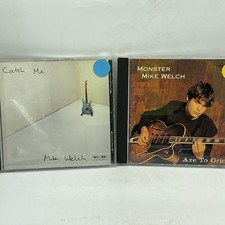 Catch Me
Mike Welch
MONSTER
MIKE WELCH
Axe To Grin